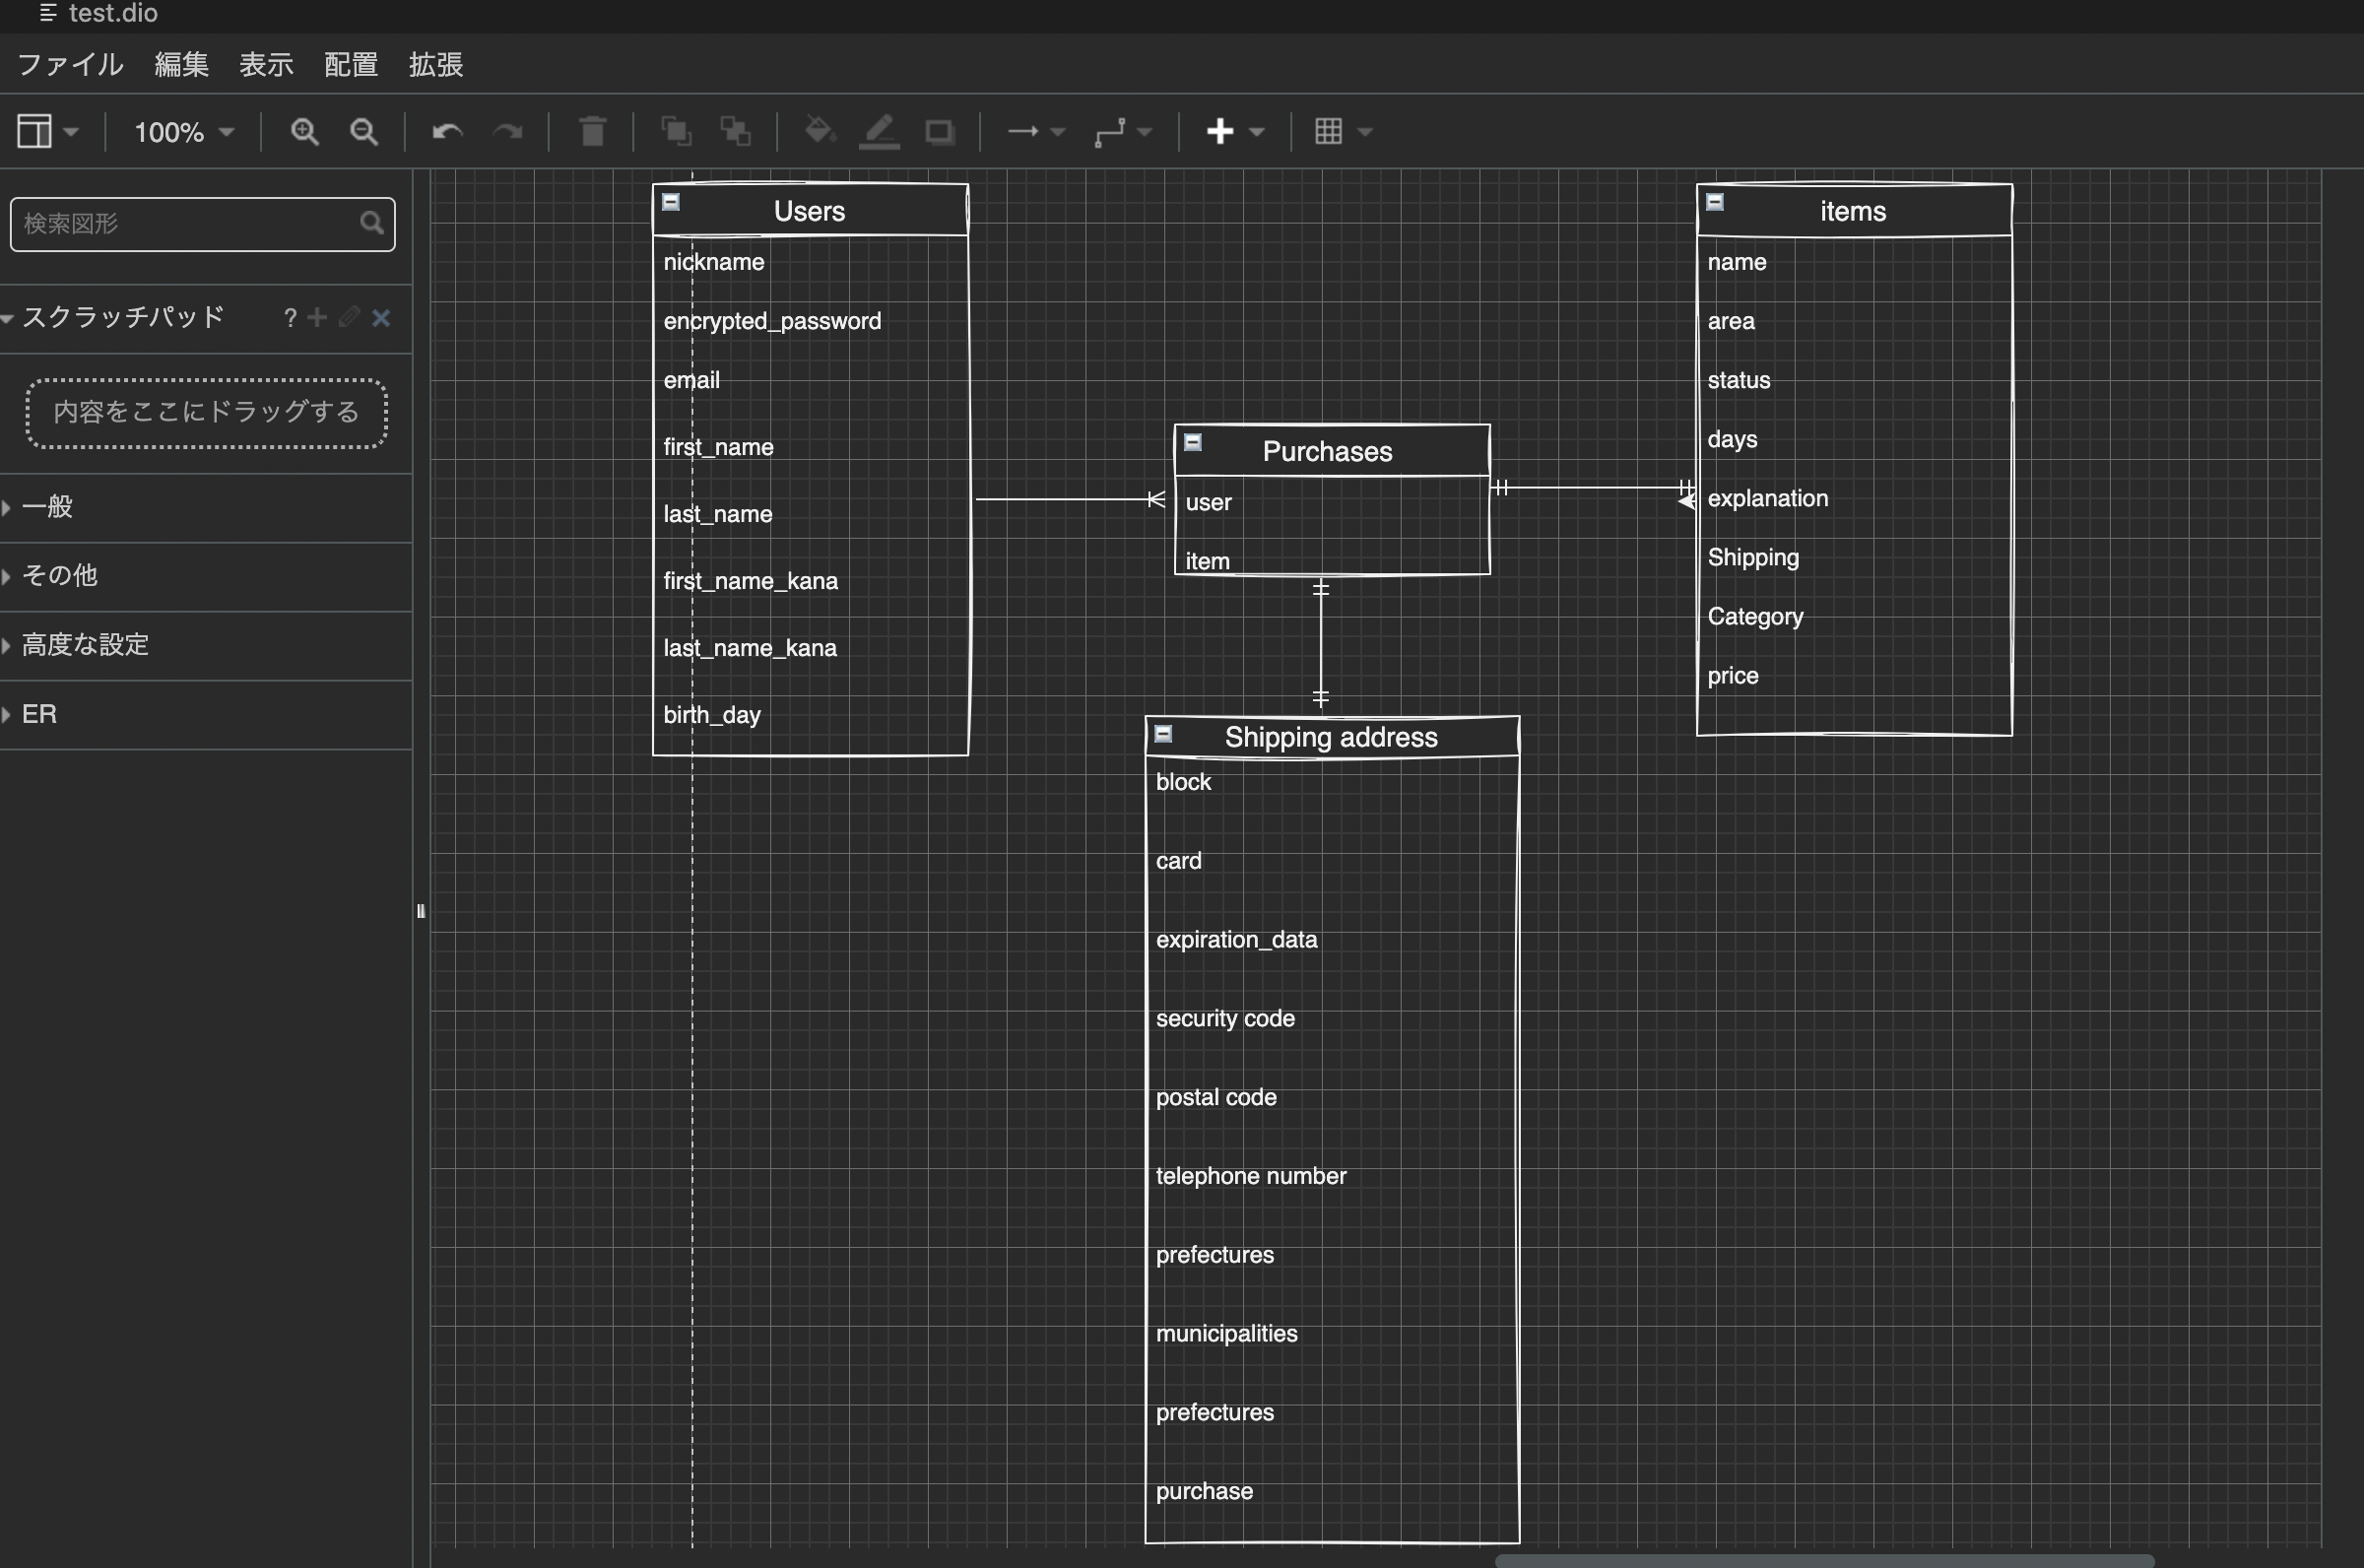 test.dio
ファイル 編集 表示 配置 拡張
100%
検索図形
スクラッチパッド ?
内容をここにドラッグする
一般
その他
高度な設定
ER
Users
nickname
encrypted_password
email
first_name
last_name
first_name_kana
last_name_kana
birth_day
Purchases
user
item
items
name
area
status
days
explanation
Shipping
Category
price
Shipping address
block
card
expiration_data
security code
postal code
telephone number
prefectures
municipalities
prefectures
purchase